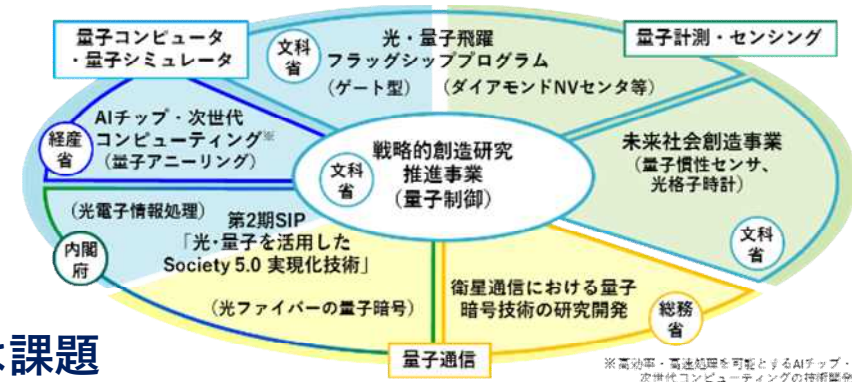 量子コンピュータ
・量子シミュレータ
文科
省
光・量子飛躍
フラッグシッププログラム
（ゲート型）
（ダイアモンドNVセンタ等）
量子計測・センシング
経産
省
AIチップ・次世代
コンピューティング※
（量子アニーリング）
文科
省
戦略的創造研究
推進事業
（量子制御）
未来社会創造事業
（量子慣性センサ、
光格子時計）
文科
省
（光電子情報処理）
内閣
府
第2期SIP
「光・量子を活用した
Society 5.0 実現化技術」
（光ファイバーの量子暗号）
衛星通信における量子
暗号技術の研究開発
総務
省
量子通信
は課題
※高効率・高速処理を可能とするAIチップ・
次世代コンピューティングの技術開発